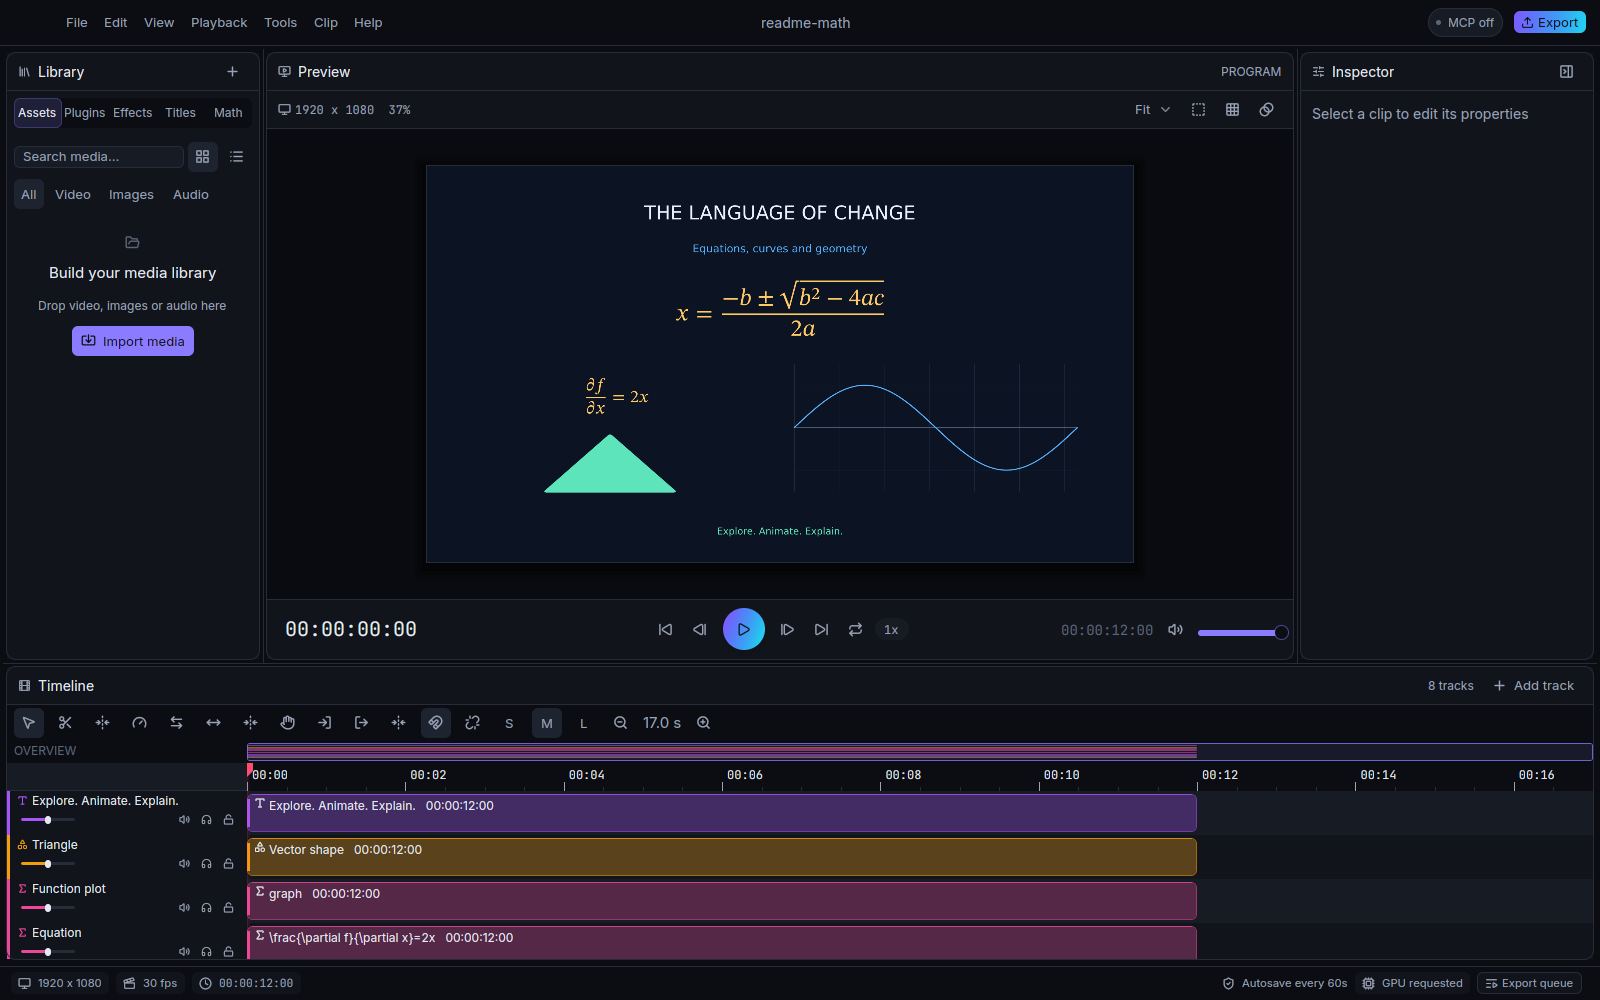 File Edit View Playback Tools Clip Help
readme-math
MCP off
Export
Library
Assets Plugins Effects Titles Math
Search media...
All Video Images Audio
Build your media library
Drop video, images or audio here
Import media
Preview
PROGRAM
1920 x 1080 37%
Fit
THE LANGUAGE OF CHANGE
Equations, curves and geometry
x = −b ± √b² − 4ac / 2a
∂f/∂x = 2x
Explore. Animate. Explain.
00:00:00:00
1x
00:00:12:00
Inspector
Select a clip to edit its properties
Timeline
8 tracks
Add track
S M L 17.0 s
OVERVIEW
00:00 00:02 00:04 00:06 00:08 00:10 00:12 00:14 00:16
T Explore. Animate. Explain.
T Explore. Animate. Explain. 00:00:12:00
Triangle
Vector shape 00:00:12:00
Σ Function plot
Σ graph 00:00:12:00
Σ Equation
Σ \frac{\partial f}{\partial x}=2x 00:00:12:00
1920 x 1080
30 fps
00:00:12:00
Autosave every 60s
GPU requested
Export queue